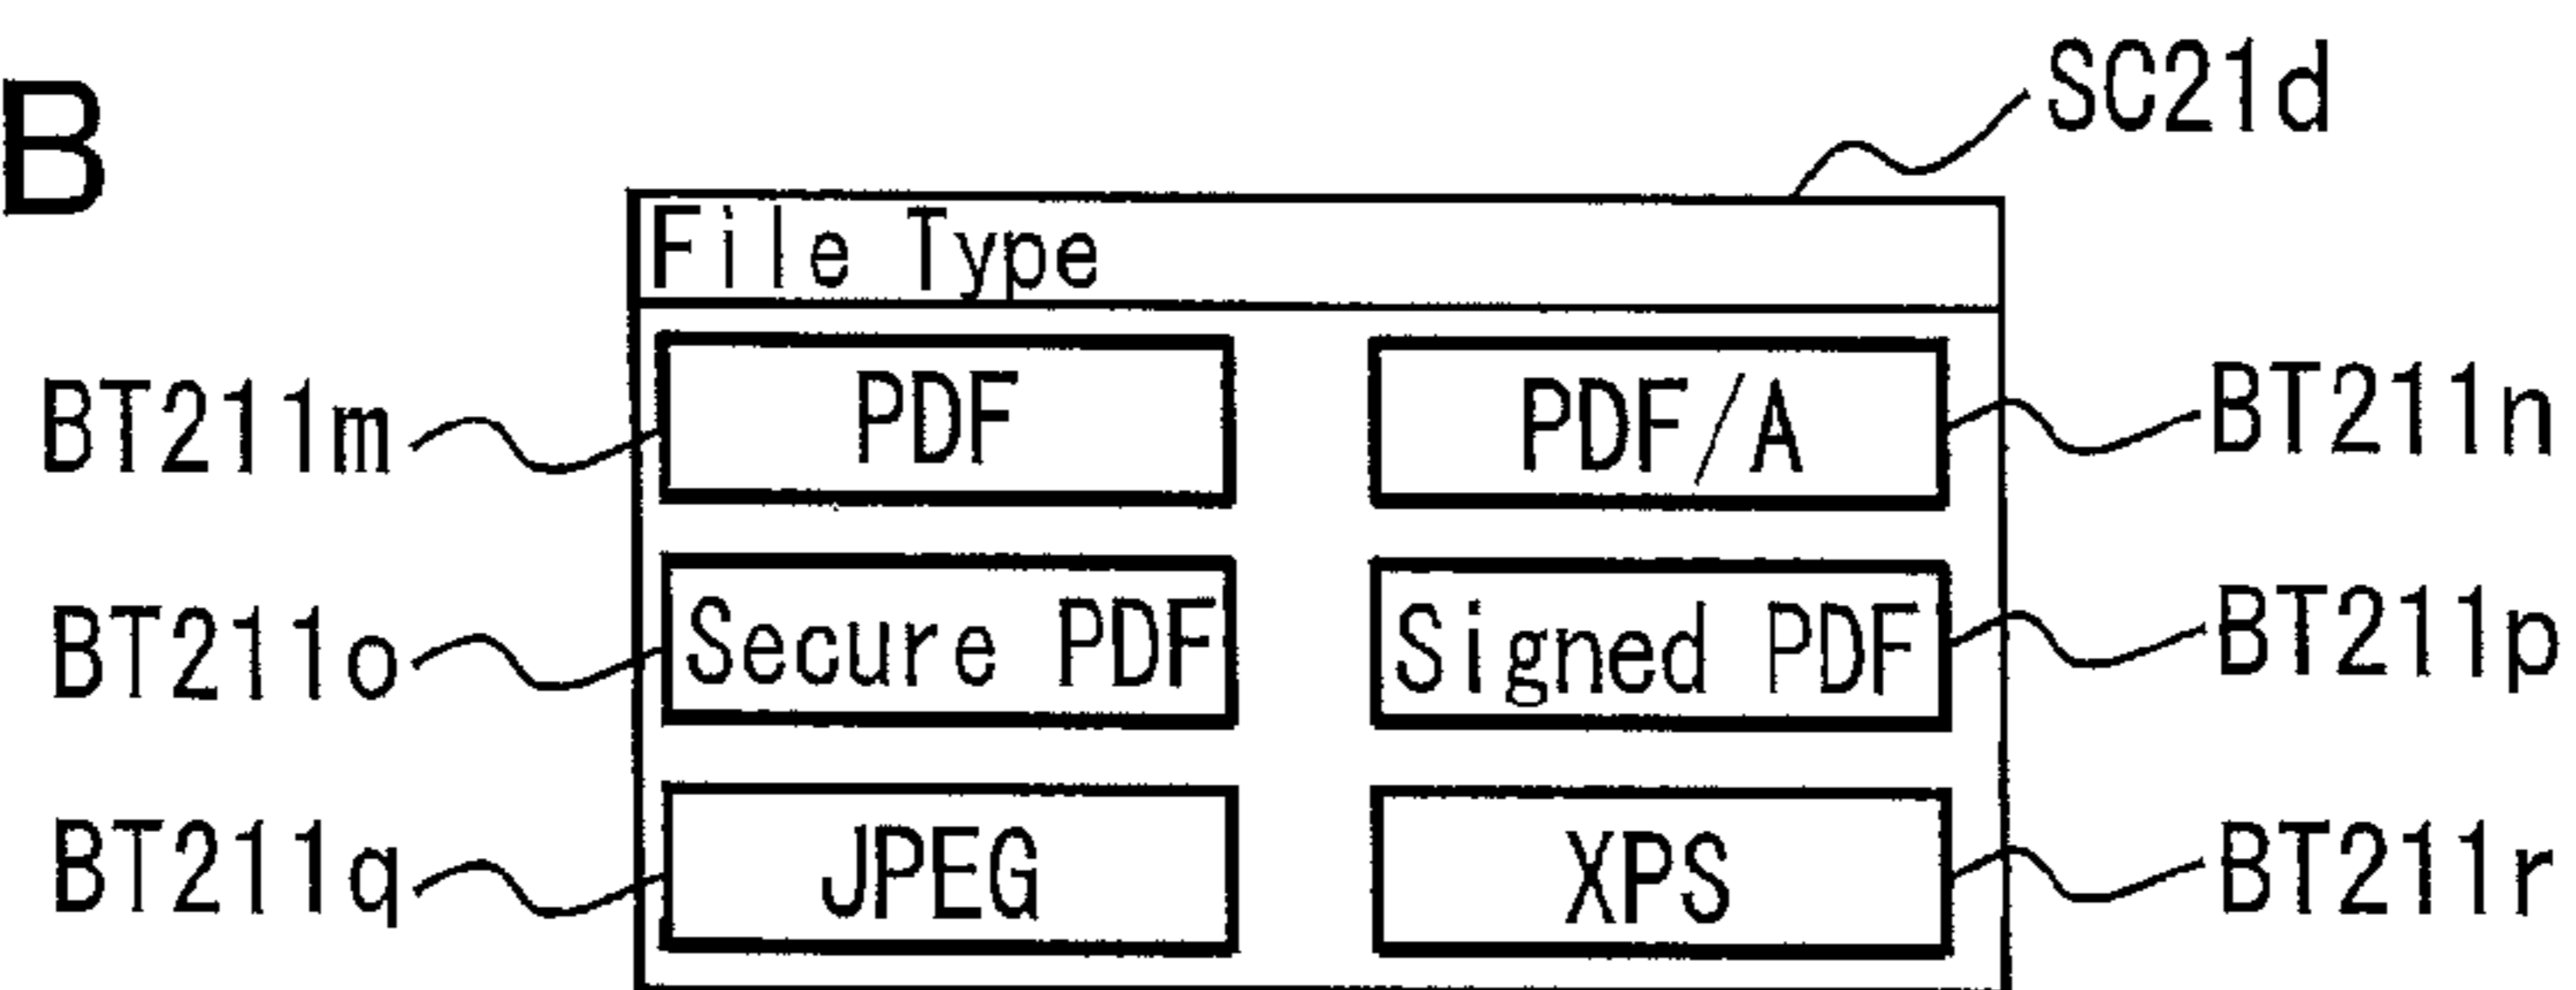 B
SC21d
File Type
BT211m PDF PDF/A BT211n
BT211o Secure PDF Signed PDF BT211p
BT211q JPEG XPS BT211r